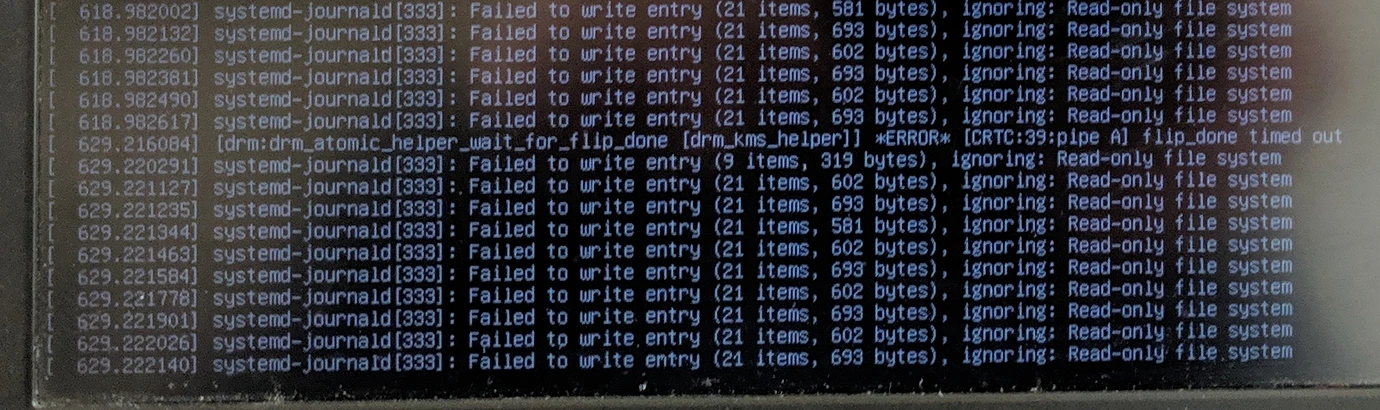 [  618.982002] systemd-journald[333]: Failed to write entry (21 items, 581 bytes), ignoring: Read-only file system
[  618.982132] systemd-journald[333]: Failed to write entry (21 items, 693 bytes), ignoring: Read-only file system
[  618.982260] systemd-journald[333]: Failed to write entry (21 items, 602 bytes), ignoring: Read-only file system
[  618.982381] systemd-journald[333]: Failed to write entry (21 items, 693 bytes), ignoring: Read-only file system
[  618.982490] systemd-journald[333]: Failed to write entry (21 items, 602 bytes), ignoring: Read-only file system
[  618.982617] systemd-journald[333]: Failed to write entry (21 items, 693 bytes), ignoring: Read-only file system
[  629.216084] [drm:drm_atomic_helper_wait_for_flip_done [drm_kms_helper]] *ERROR* [CRTC:39:pipe A] flip_done timed out
[  629.220291] systemd-journald[333]: Failed to write entry (9 items, 319 bytes), ignoring: Read-only file system
[  629.221127] systemd-journald[333]: Failed to write entry (21 items, 602 bytes), ignoring: Read-only file system
[  629.221235] systemd-journald[333]: Failed to write entry (21 items, 693 bytes), ignoring: Read-only file system
[  629.221344] systemd-journald[333]: Failed to write entry (21 items, 581 bytes), ignoring: Read-only file system
[  629.221463] systemd-journald[333]: Failed to write entry (21 items, 602 bytes), ignoring: Read-only file system
[  629.221584] systemd-journald[333]: Failed to write entry (21 items, 693 bytes), ignoring: Read-only file system
[  629.221778] systemd-journald[333]: Failed to write entry (21 items, 602 bytes), ignoring: Read-only file system
[  629.221901] systemd-journald[333]: Failed to write entry (21 items, 693 bytes), ignoring: Read-only file system
[  629.222026] systemd-journald[333]: Failed to write entry (21 items, 602 bytes), ignoring: Read-only file system
[  629.222140] systemd-journald[333]: Failed to write entry (21 items, 693 bytes), ignoring: Read-only file system